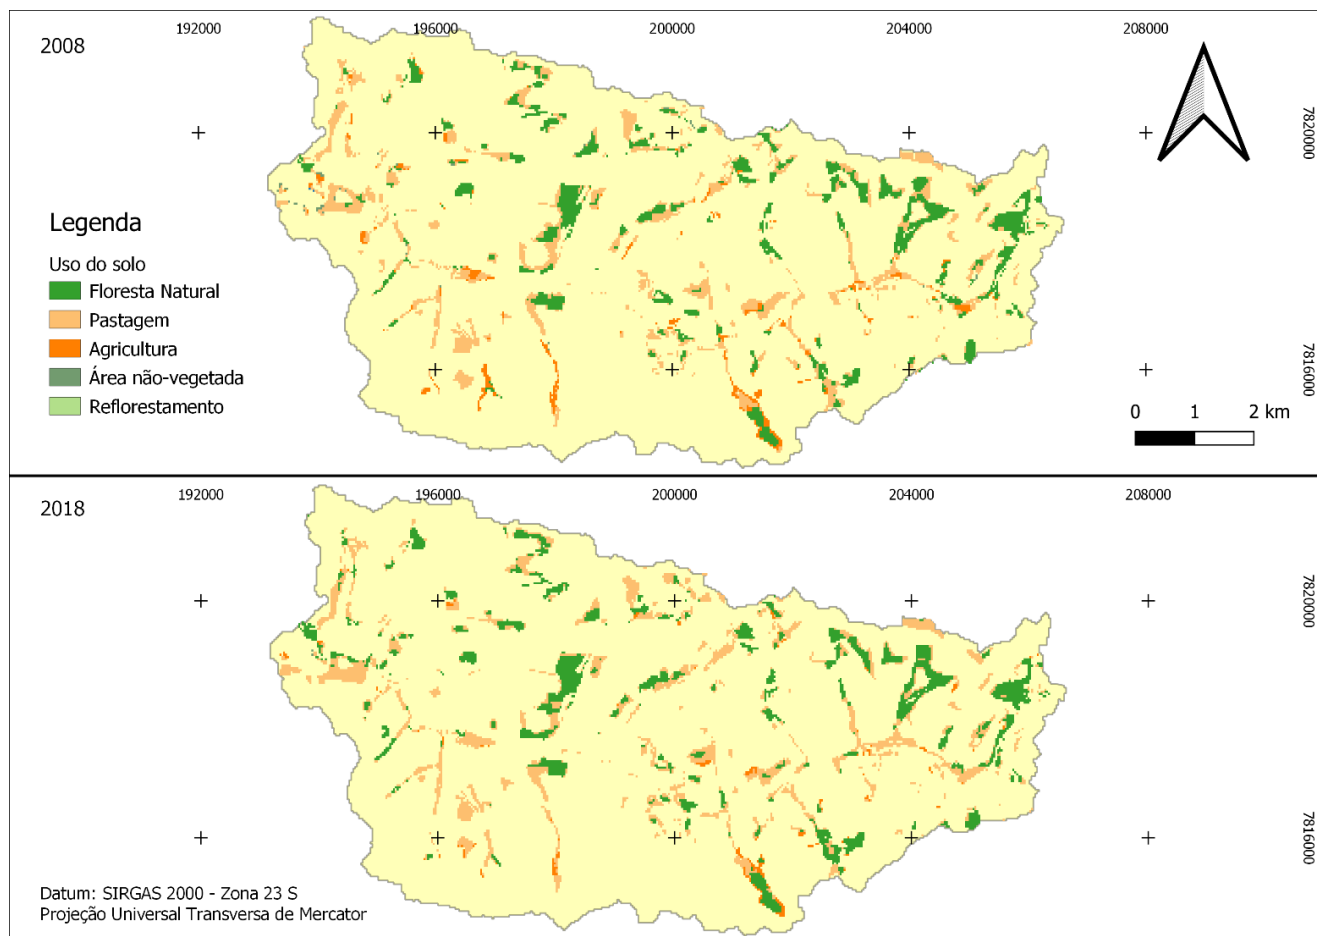 192000 196000 200000 204000 208000
2008
7820000
Legenda
Uso do solo
Floresta Natural
Pastagem
Agricultura
Área não-vegetada
Reflorestamento
7816000
0 1 2 km
192000 196000 200000 204000 208000
2018
7820000
7816000
Datum: SIRGAS 2000 - Zona 23 S
Projeção Universal Transversa de Mercator